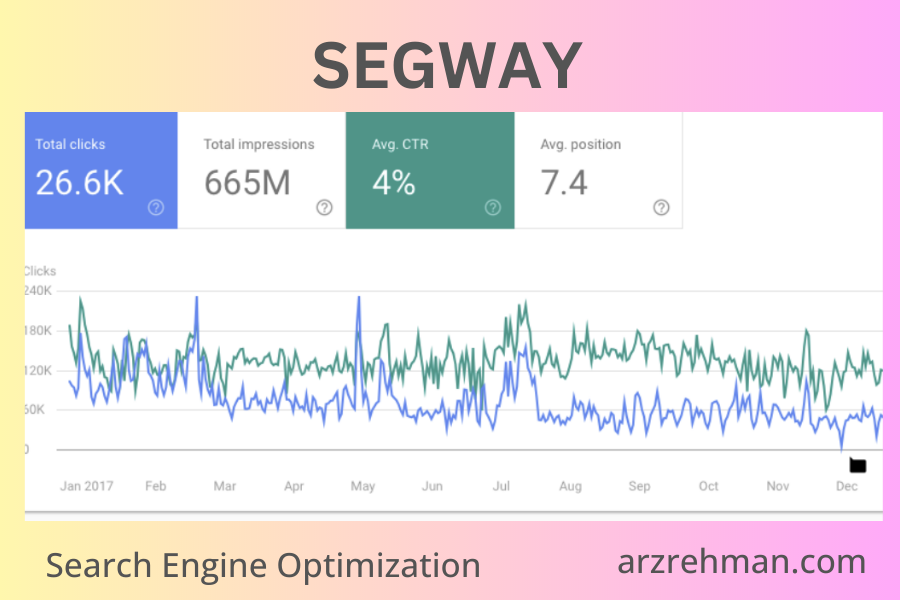 SEGWAY
Total clicks
26.6K
Total impressions
665M
Avg. CTR
4%
Avg. position
7.4
Clicks
240K
180K
120K
60K
0
Jan 2017 Feb Mar Apr May Jun Jul Aug Sep Oct Nov Dec
Search Engine Optimization
arzrehman.com